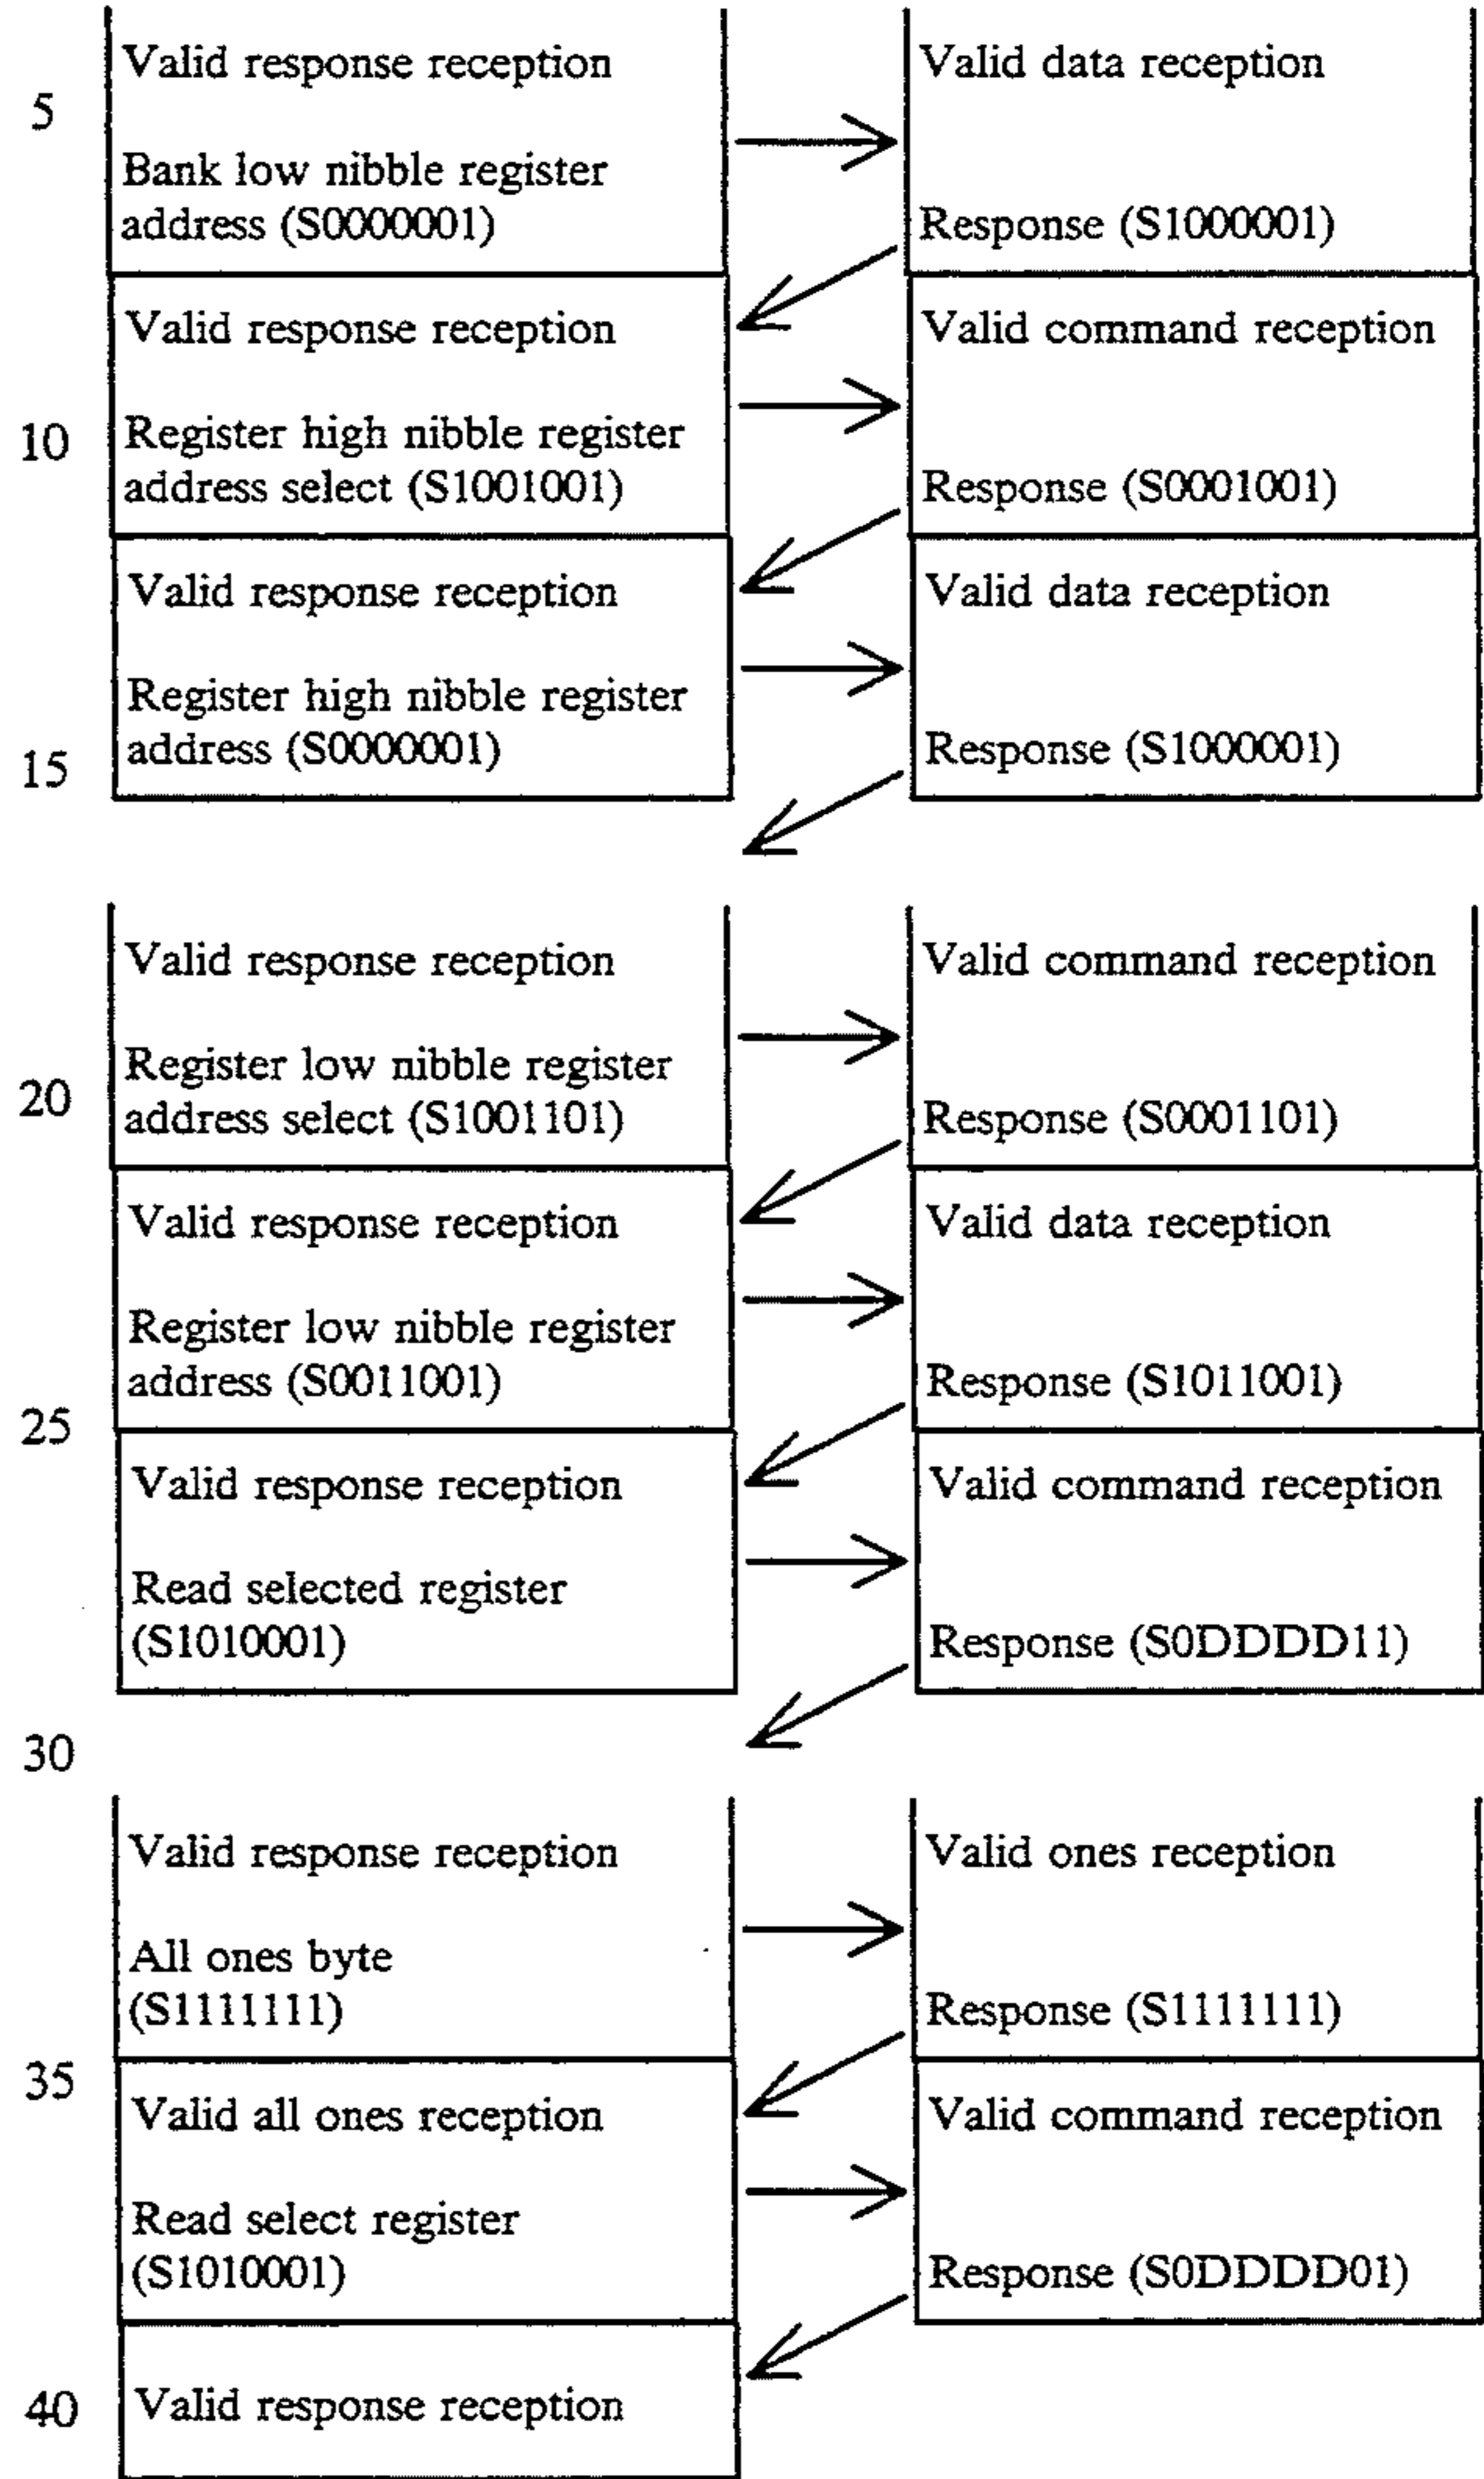 Valid response reception
Valid data reception
5
Bank low nibble register
address (S0000001)
Response (S1000001)
Valid response reception
Valid command reception
10
Register high nibble register
address select (S1001001)
Response (S0001001)
Valid response reception
Valid data reception
Register high nibble register
address (S0000001)
Response (S1000001)
15
Valid response reception
Valid command reception
Register low nibble register
20
address select (S1001101)
Response (S0001101)
Valid response reception
Valid data reception
Register low nibble register
address (S0011001)
Response (S1011001)
25
Valid response reception
Valid command reception
Read selected register
(S1010001)
Response (S0DDDD11)
30
Valid response reception
Valid ones reception
All ones byte
(S1111111)
Response (S1111111)
35
Valid all ones reception
Valid command reception
Read select register
(S1010001)
Response (S0DDDD01)
40
Valid response reception